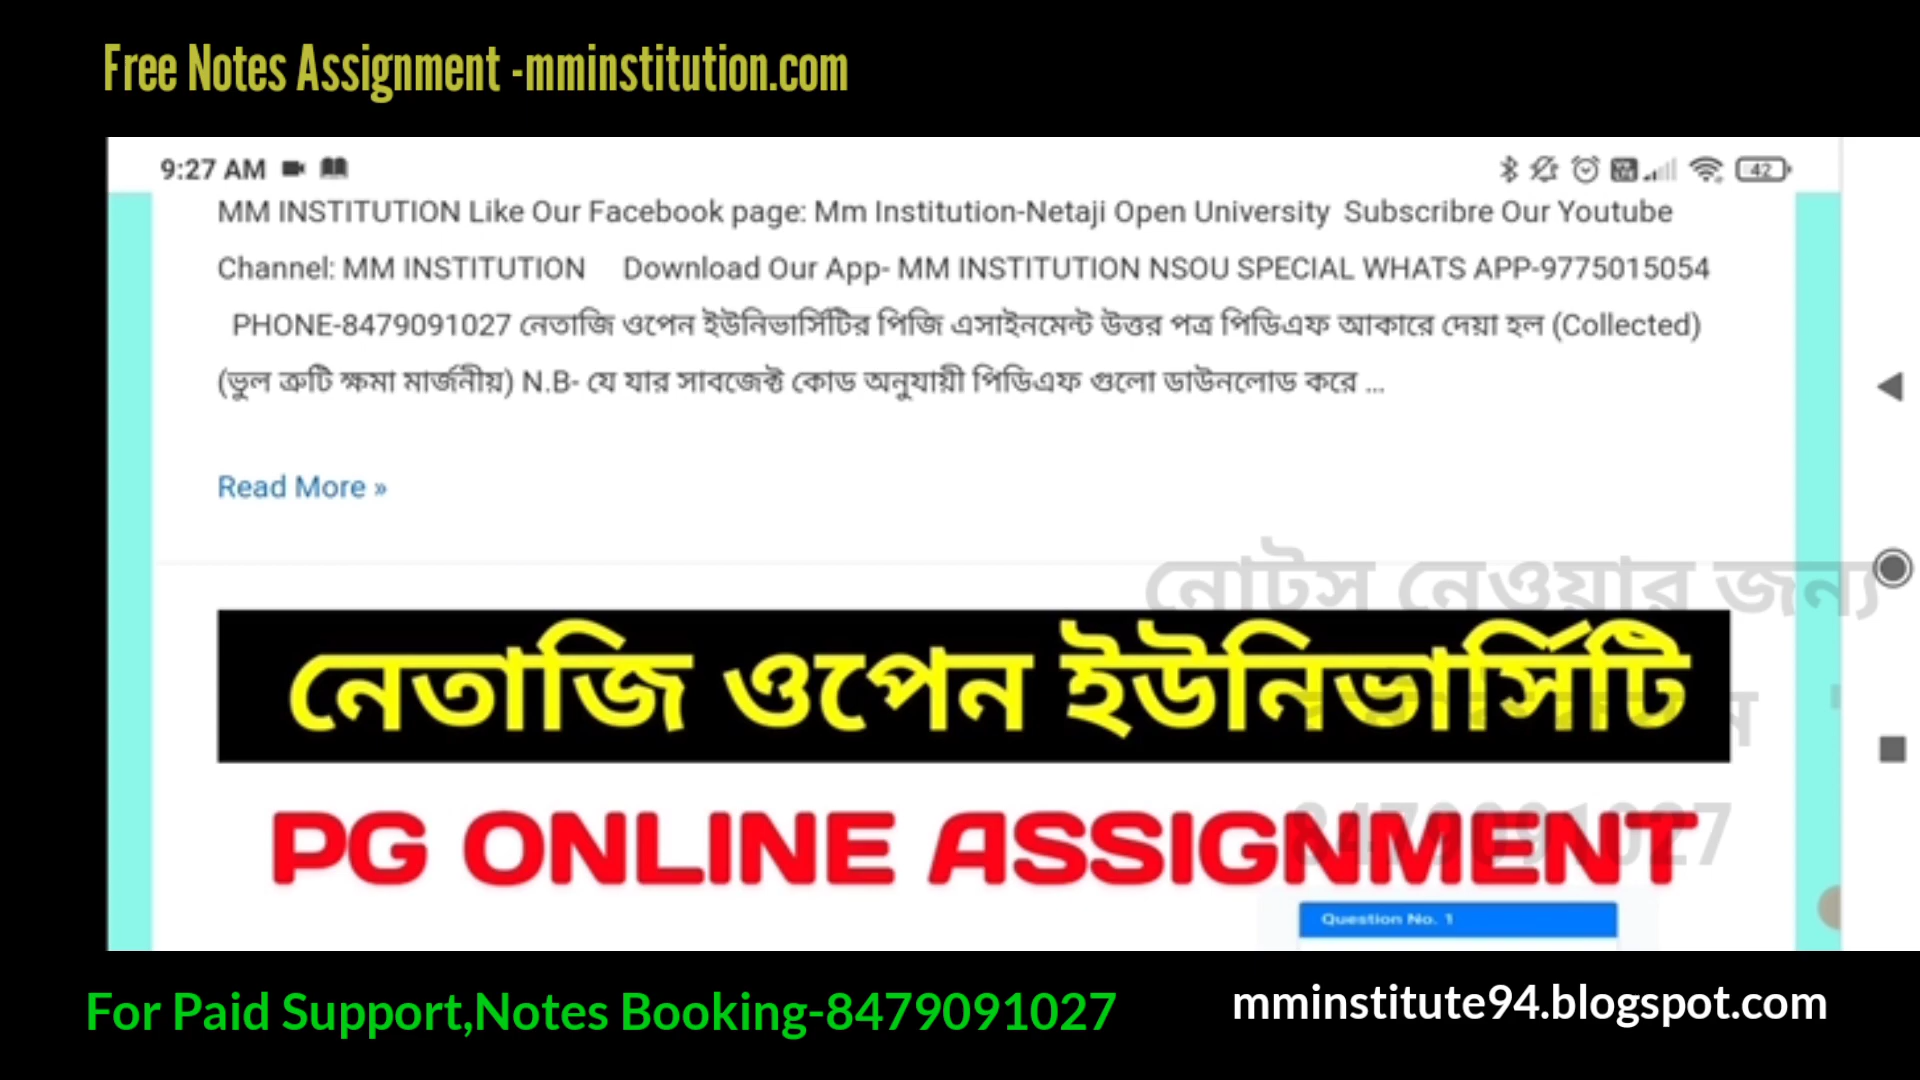 Free Notes Assignment -mminstitution.com
9:27 AM
42
MM INSTITUTION Like Our Facebook page: Mm Institution-Netaji Open University Subscribre Our Youtube
Channel: MM INSTITUTION Download Our App- MM INSTITUTION NSOU SPECIAL WHATS APP-9775015054
PHONE-8479091027 নেতাজি ওপেন ইউনিভার্সিটির পিজি এসাইনমেন্ট উত্তর পত্র পিডিএফ আকারে দেয়া হল (Collected)
(ভুল ত্রুটি ক্ষমা মার্জনীয়) N.B- যে যার সাবজেক্ট কোড অনুযায়ী পিডিএফ গুলো ডাউনলোড করে ...
Read More »
নোটস নেওয়ার জন্য
নেতাজি ওপেন ইউনিভার্সিটি
8479091027
PG ONLINE ASSIGNMENT
Question No. 1
For Paid Support,Notes Booking-8479091027
mminstitute94.blogspot.com